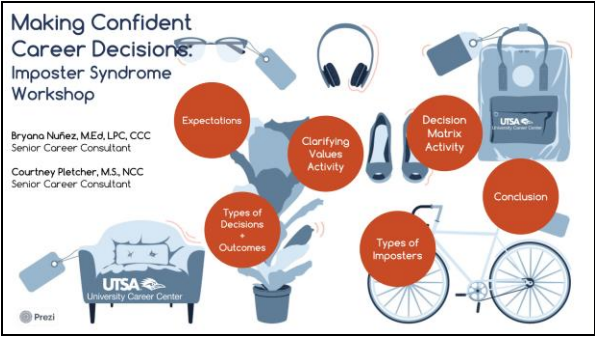 Making Confident
Career Decisions:
Imposter Syndrome
Workshop
Bryana Nuñez, M.Ed, LPC, CCC
Senior Career Consultant
Courtney Pletcher, M.S., NCC
Senior Career Consultant
Expectations
Types of
Decisions
+
Outcomes
Clarifying
Values
Activity
Types of
Imposters
Decision
Matrix
Activity
Conclusion
UTSA
University Career Center
UTSA
University Career Center
Prezi